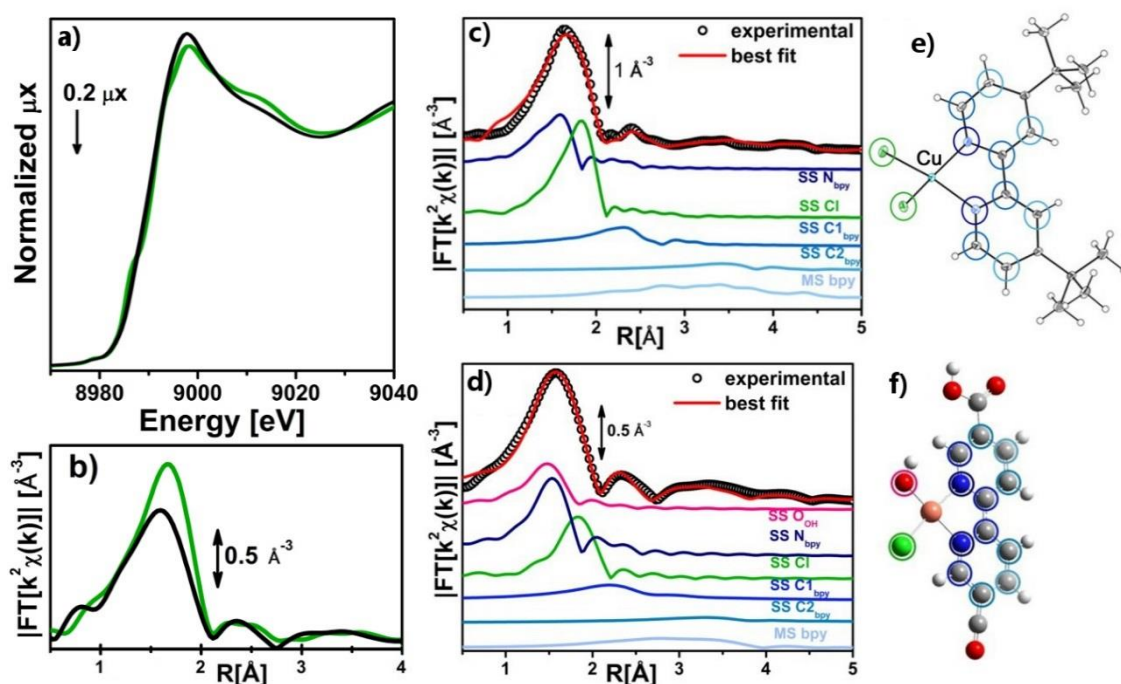 a)
0.2 μx
Normalized μx
8980 9000 9020 9040
Energy [eV]
b)
0.5 Å⁻³
|FT[k²χ(k)]| [Å⁻³]
1 2 3 4
R[Å]
c)
experimental
best fit
1 Å⁻³
|FT[k²χ(k)]| [Å⁻³]
SS N_bpy
SS Cl
SS C1_bpy
SS C2_bpy
MS bpy
1 2 3 4 5
R[Å]
d)
experimental
best fit
0.5 Å⁻³
|FT[k²χ(k)]| [Å⁻³]
SS O_OH
SS N_bpy
SS Cl
SS C1_bpy
SS C2_bpy
MS bpy
1 2 3 4 5
R[Å]
e)
Cu
f)